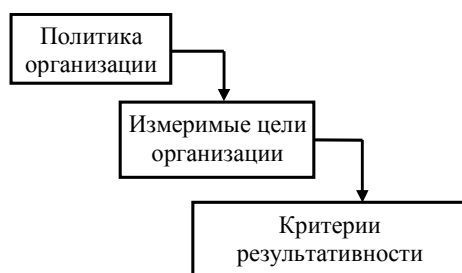 Политика
организации
Измеримые цели
организации
Критерии
результативности